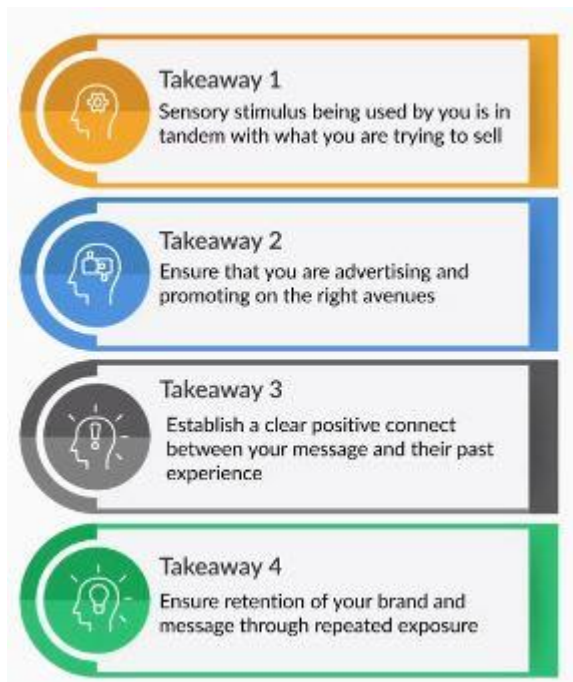 Takeaway 1
Sensory stimulus being used by you is in
tandem with what you are trying to sell
Takeaway 2
Ensure that you are advertising and
promoting on the right avenues
Takeaway 3
Establish a clear positive connect
between your message and their past
experience
Takeaway 4
Ensure retention of your brand and
message through repeated exposure